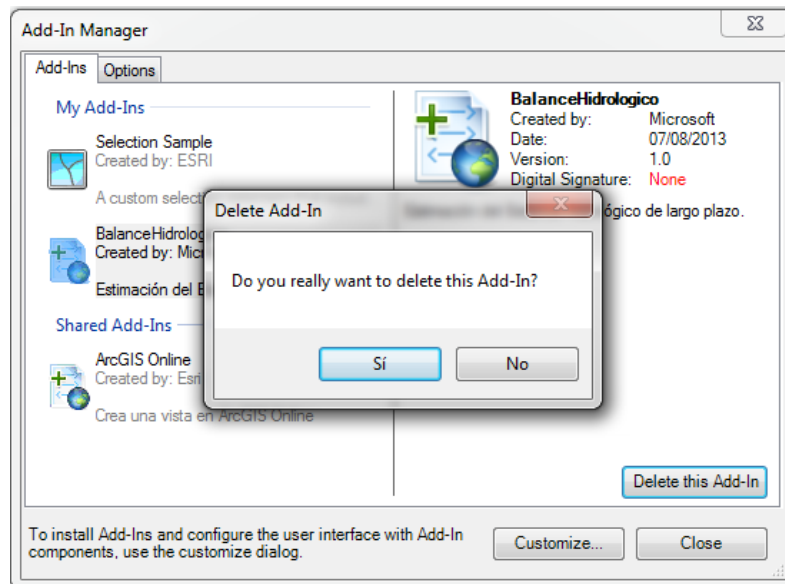 Add-In Manager
Add-Ins
Options
My Add-Ins
Selection Sample
Created by: ESRI
A custom select
BalanceHidrolog
Created by: Micr
Estimación del B
Shared Add-Ins
ArcGIS Online
Created by: Esri
Crea una vista en ArcGIS Online
BalanceHidrologico
Created by: Microsoft
Date: 07/08/2013
Version: 1.0
Digital Signature: None
ógico de largo plazo.
Delete Add-In
Do you really want to delete this Add-In?
Sí
No
Delete this Add-In
To install Add-Ins and configure the user interface with Add-In
components, use the customize dialog.
Customize...
Close